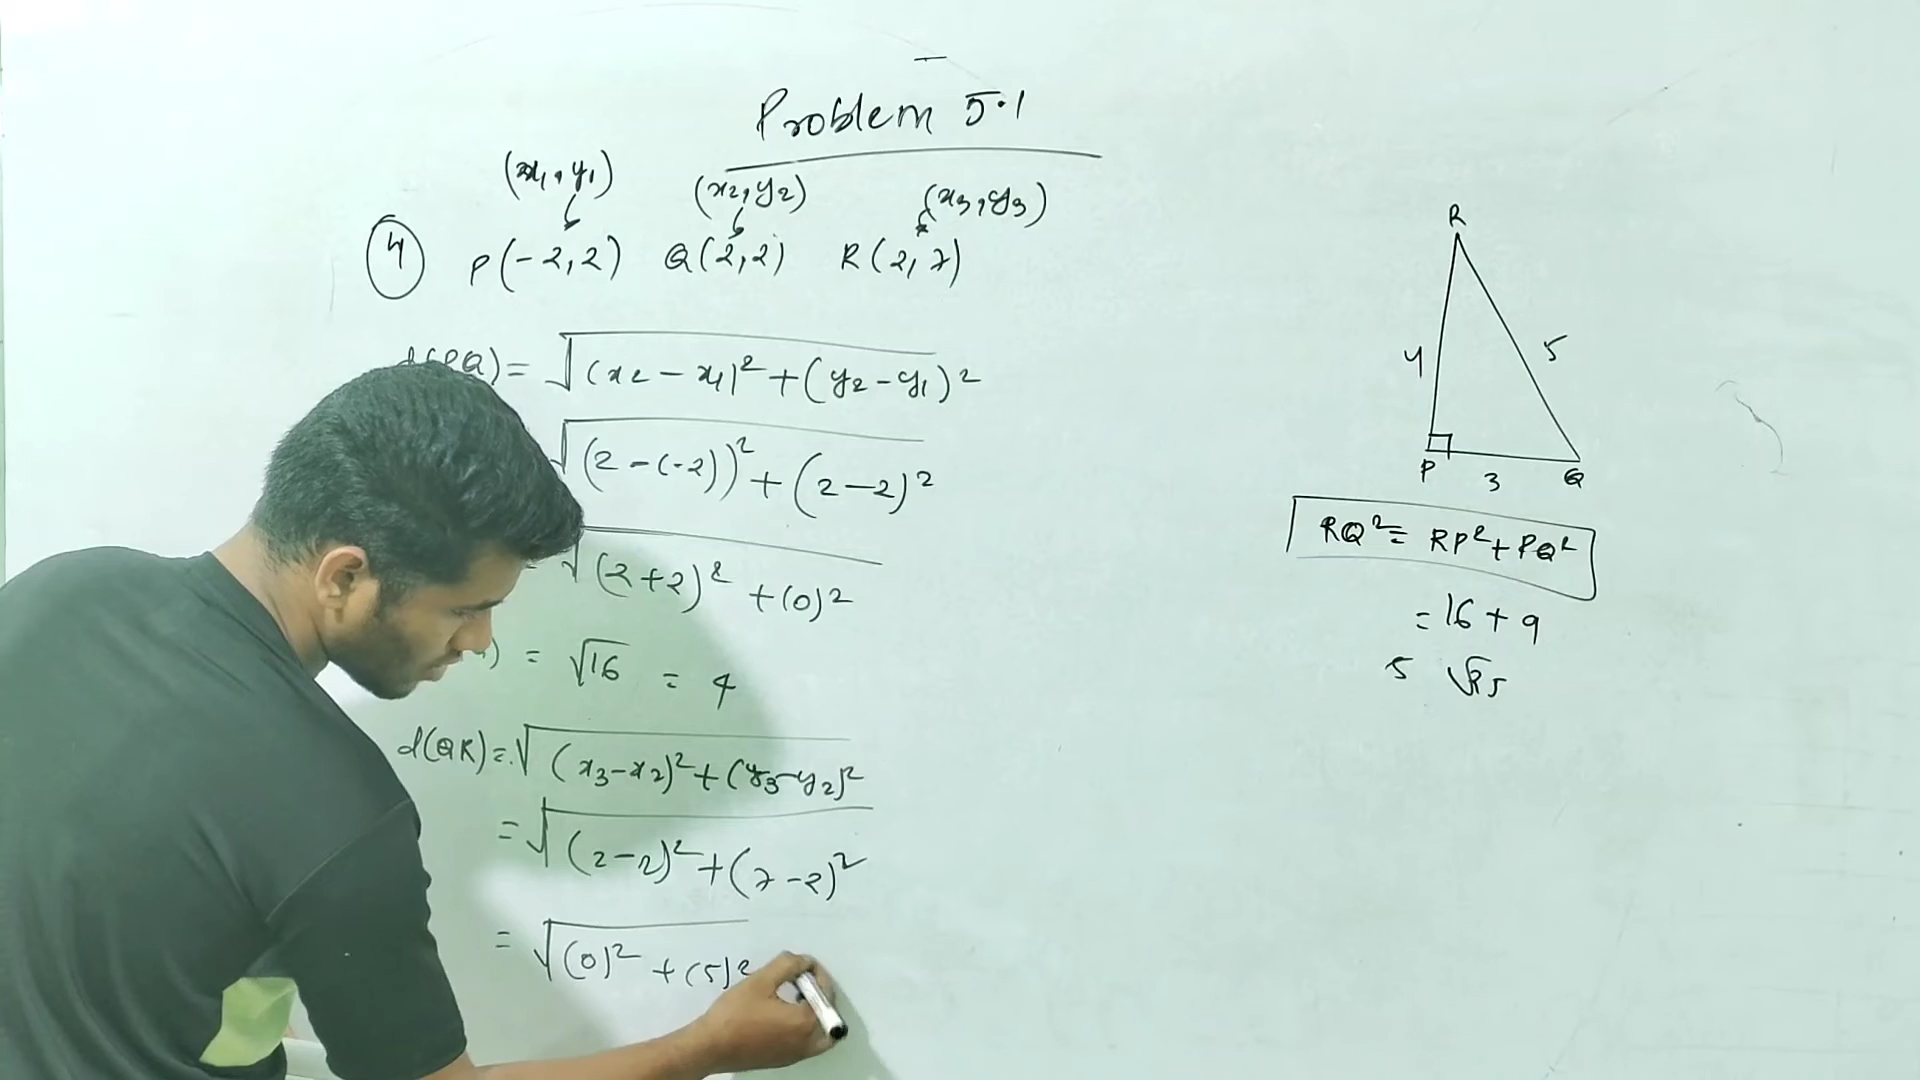 Problem 5.1
(x1, y1) (x2, y2) (x3, y3)
4 P(-2, 2) Q(2, 2) R(2, 7)
d(PQ) = √(x2 - x1)² + (y2 - y1)²
√(2 - (-2))² + (2 - 2)²
= √(2 + 2)² + (0)²
) = √16 = 4
d(QR) = √(x3 - x2)² + (y3 - y2)²
= √(2 - 2)² + (7 - 2)²
= √(0)² + (5)²
R
4 5
P 3 Q
RQ² = RP² + PQ²
= 16 + 9
5 √25